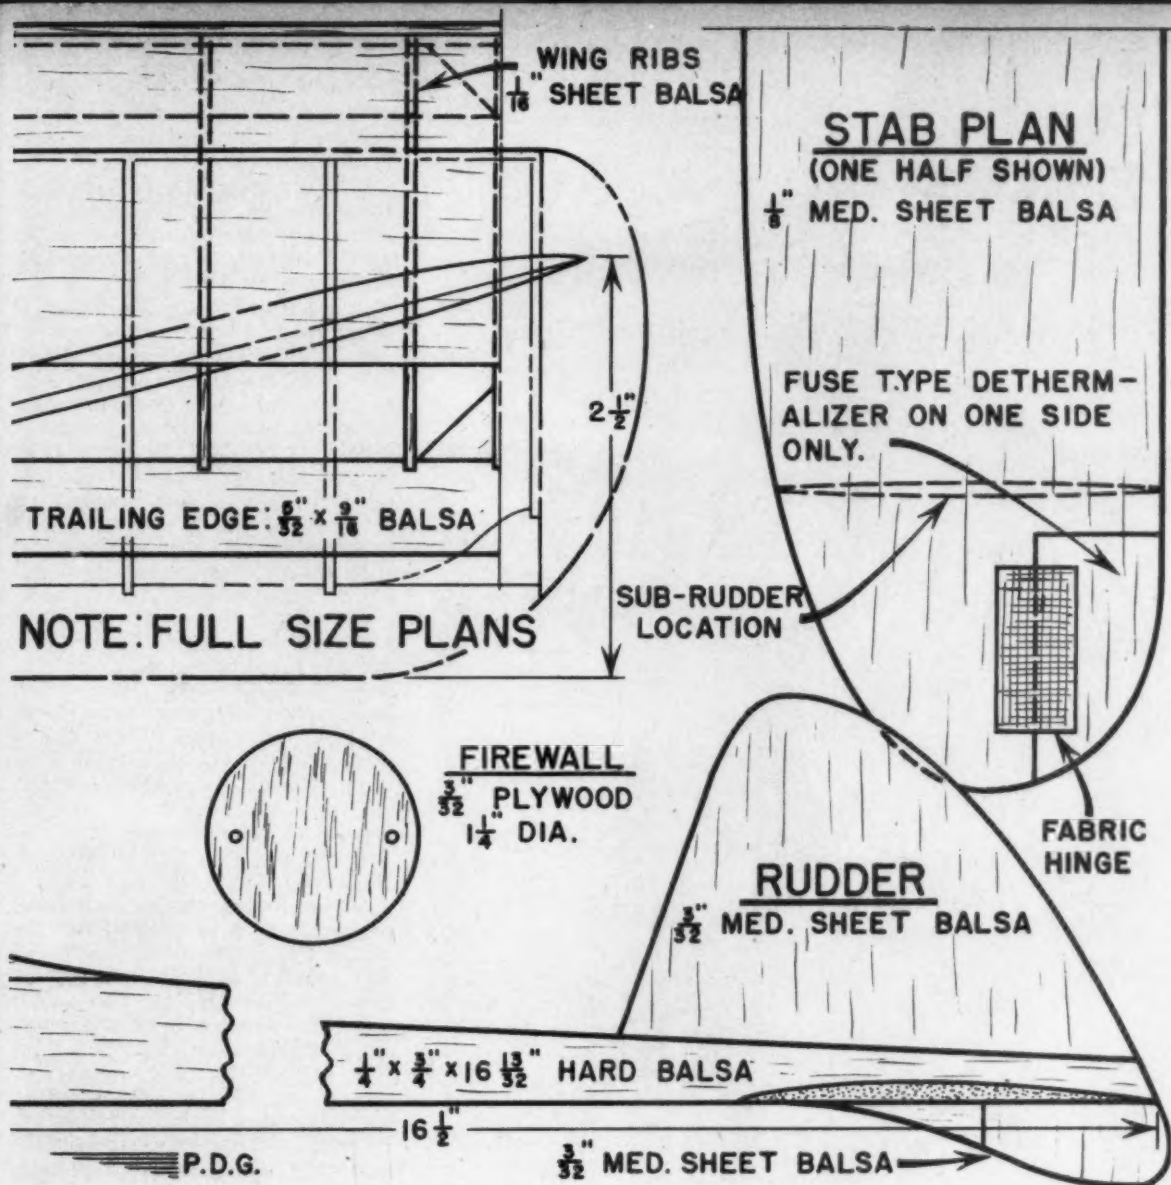 WING RIBS
1/16" SHEET BALSA
STAB PLAN
(ONE HALF SHOWN)
1/8" MED. SHEET BALSA
FUSE TYPE DETHERM-
ALIZER ON ONE SIDE
ONLY.
2 1/2"
TRAILING EDGE: 5/32" x 9/16" BALSA
SUB-RUDDER
LOCATION
NOTE: FULL SIZE PLANS
FIREWALL
3/32" PLYWOOD
1 1/4" DIA.
FABRIC
HINGE
RUDDER
3/32" MED. SHEET BALSA
1/4" x 3/4" x 16 13/32" HARD BALSA
16 1/2"
P.D.G.
3/32" MED. SHEET BALSA